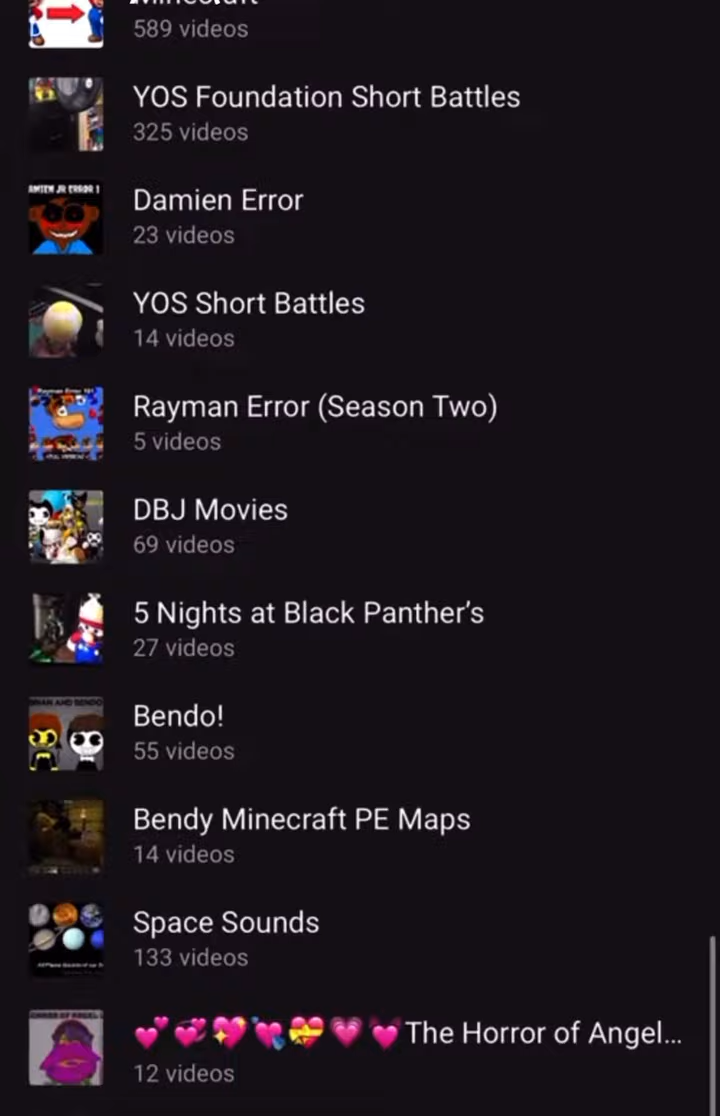 589 videos
YOS Foundation Short Battles
325 videos
Damien Error
23 videos
YOS Short Battles
14 videos
Rayman Error (Season Two)
5 videos
DBJ Movies
69 videos
5 Nights at Black Panther's
27 videos
Bendo!
55 videos
Bendy Minecraft PE Maps
14 videos
Space Sounds
133 videos
💕💞💖💘💝💗💓The Horror of Angel...
12 videos